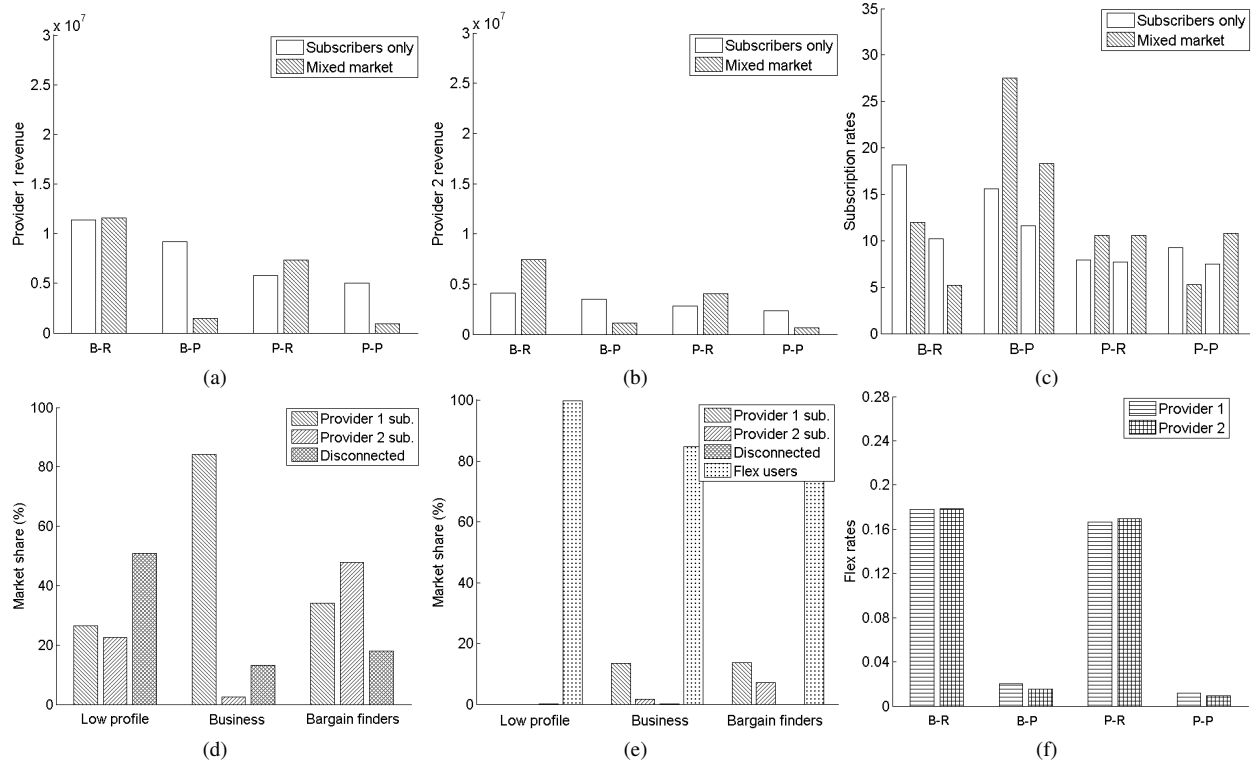 x 10^7
3
2.5
2
1.5
1
0.5
0
Provider 1 revenue
Subscribers only
Mixed market
B-R B-P P-R P-P
(a)
x 10^7
3
2.5
2
1.5
1
0.5
0
Provider 2 revenue
Subscribers only
Mixed market
B-R B-P P-R P-P
(b)
35
30
25
20
15
10
5
0
Subscription rates
Subscribers only
Mixed market
B-R B-P P-R P-P
(c)
100
80
60
40
20
0
Market share (%)
Provider 1 sub.
Provider 2 sub.
Disconnected
Low profile Business Bargain finders
(d)
100
80
60
40
20
0
Market share (%)
Provider 1 sub.
Provider 2 sub.
Disconnected
Flex users
Low profile Business Bargain finders
(e)
0.28
0.24
0.2
0.16
0.12
0.08
0.04
0
Flex rates
Provider 1
Provider 2
B-R B-P P-R P-P
(f)